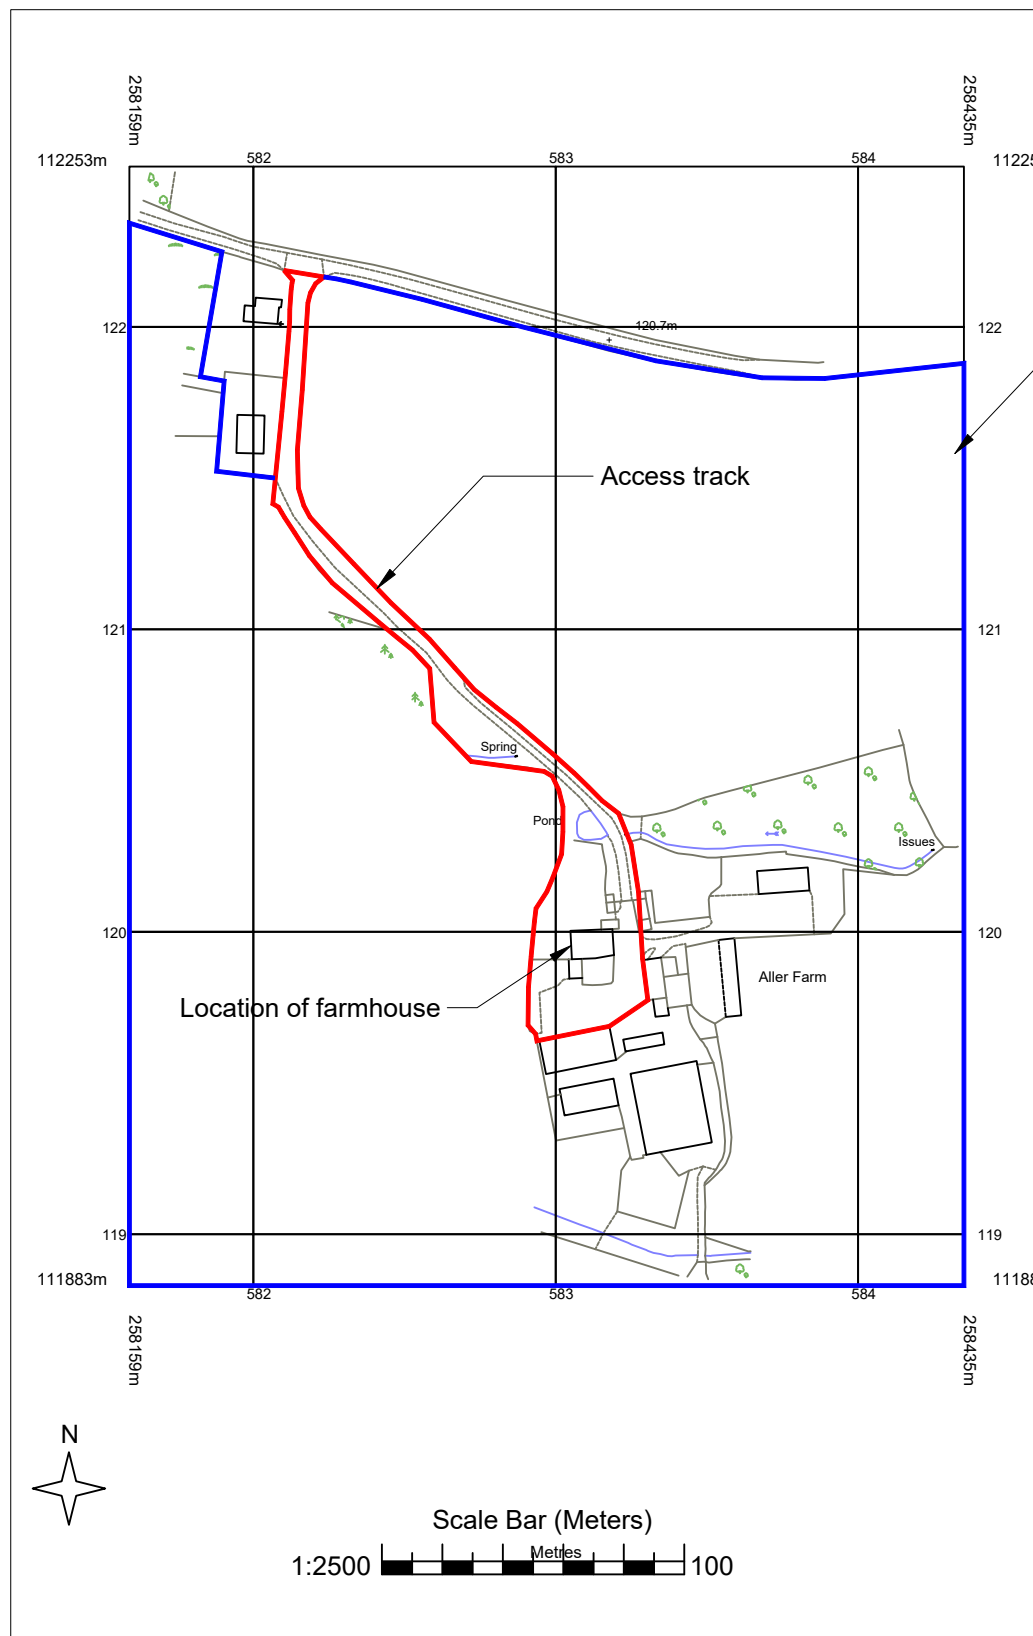 258159m
258435m
112253m
582
583
584
11225
122
120.7m
122
Access track
121
121
Spring
Pond
Issues
120
120
Aller Farm
Location of farmhouse
119
119
111883m
582
583
584
11188
258159m
258435m
N
Scale Bar (Meters)
Metres
1:2500
100